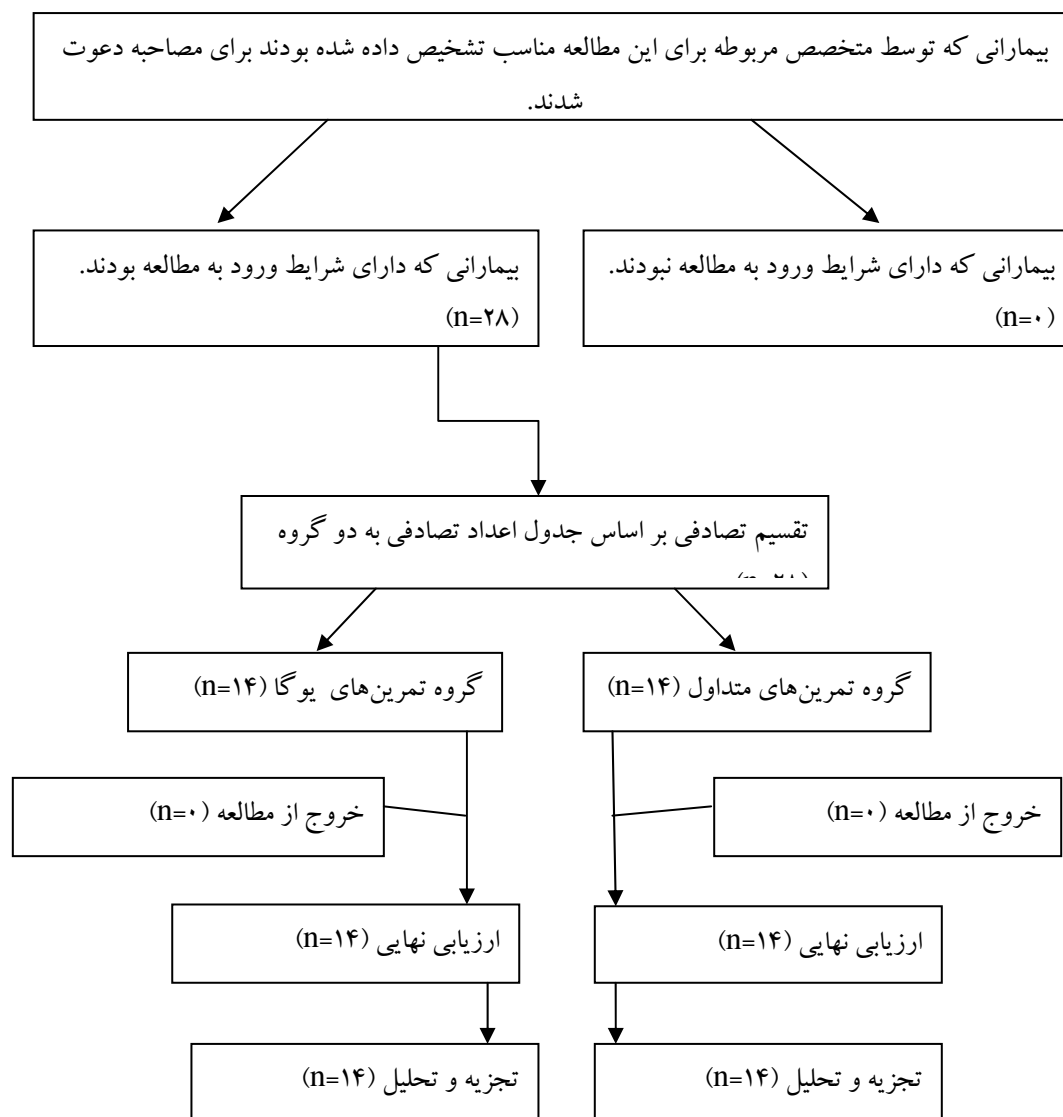 بیمارانی که توسط متخصص مربوطه برای این مطالعه مناسب تشخیص داده شده بودند برای مصاحبه دعوت
شدند.
بیمارانی که دارای شرایط ورود به مطالعه نبودند.
(n=۰)
بیمارانی که دارای شرایط ورود به مطالعه بودند.
(n=۲۸)
تقسیم تصادفی بر اساس جدول اعداد تصادفی به دو گروه
گروه تمرین‌های متداول (n=۱۴)
گروه تمرین‌های یوگا (n=۱۴)
خروج از مطالعه (n=۰)
خروج از مطالعه (n=۰)
ارزیابی نهایی (n=۱۴)
ارزیابی نهایی (n=۱۴)
تجزیه و تحلیل (n=۱۴)
تجزیه و تحلیل (n=۱۴)